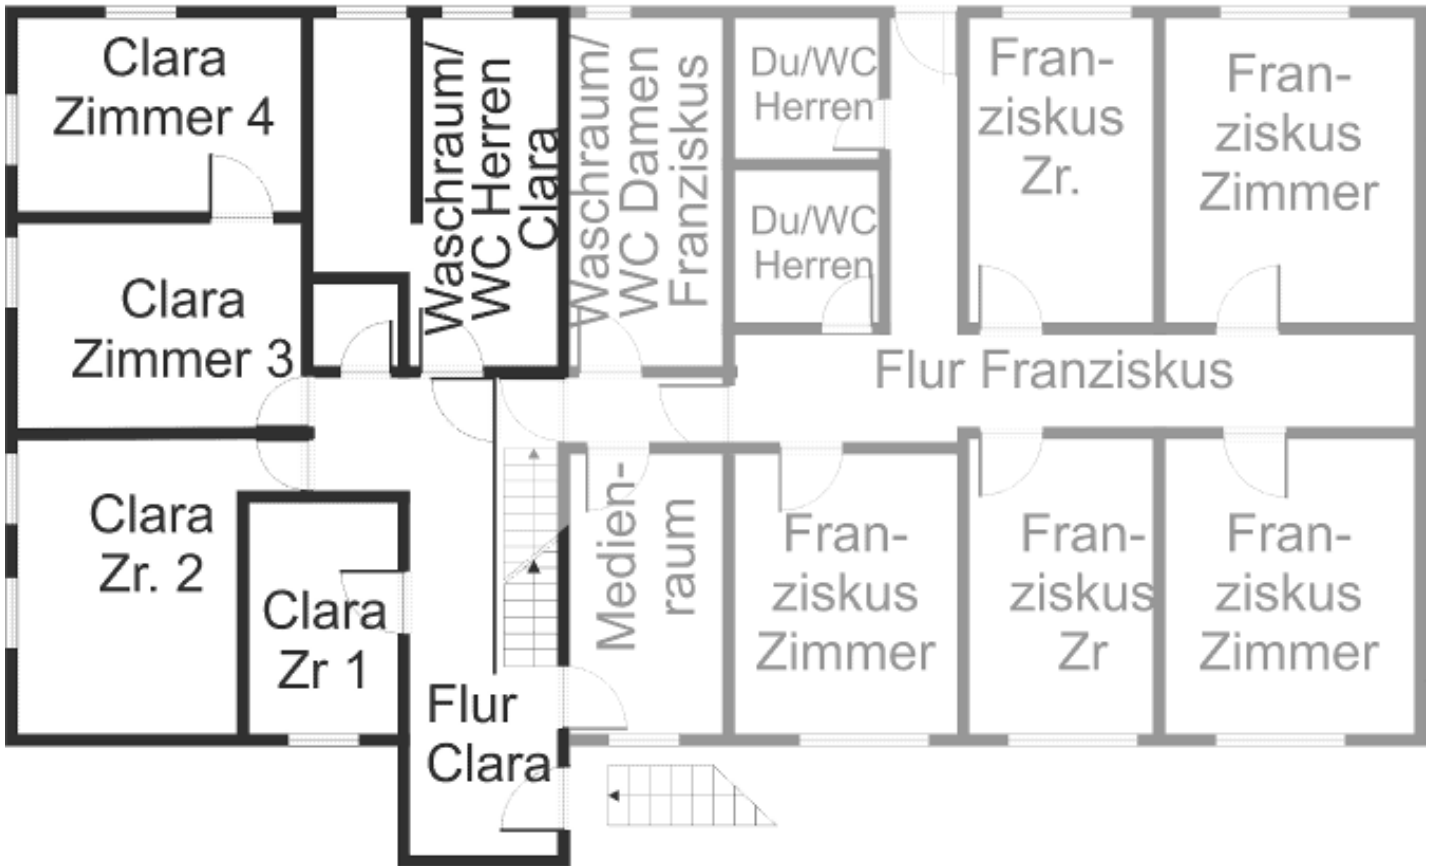 Clara
Zimmer 4
Waschraum/
WC Herren
Clara
Waschraum/
WC Damen
Franziskus
Du/WC
Herren
Du/WC
Herren
Fran-
ziskus
Zr.
Fran-
ziskus
Zimmer
Clara
Zimmer 3
Flur Franziskus
Clara
Zr. 2
Clara
Zr 1
Flur
Clara
Medien-
raum
Fran-
ziskus
Zimmer
Fran-
ziskus
Zr
Fran-
ziskus
Zimmer